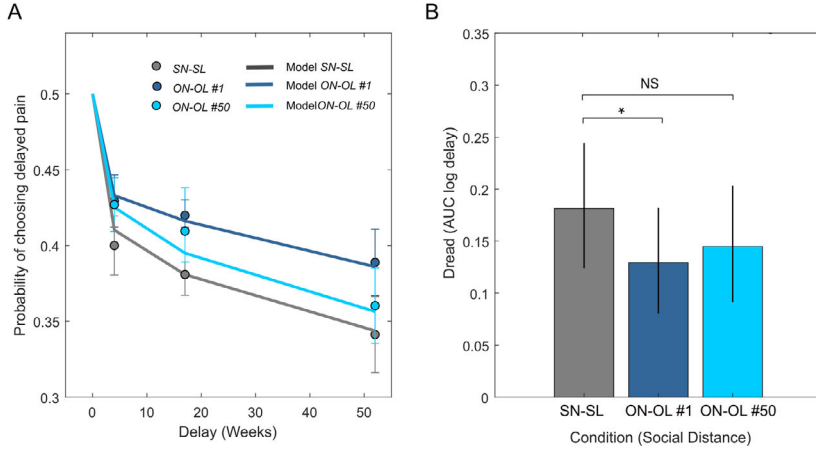 A
Probability of choosing delayed pain
0.5
0.45
0.4
0.35
0.3
0
10
20
30
40
50
Delay (Weeks)
SN-SL
ON-OL #1
ON-OL #50
Model SN-SL
Model ON-OL #1
ModelON-OL #50
B
Dread (AUC log delay)
0.35
0.3
0.25
0.2
0.15
0.1
0.05
0
NS
*
SN-SL
ON-OL #1
ON-OL #50
Condition (Social Distance)